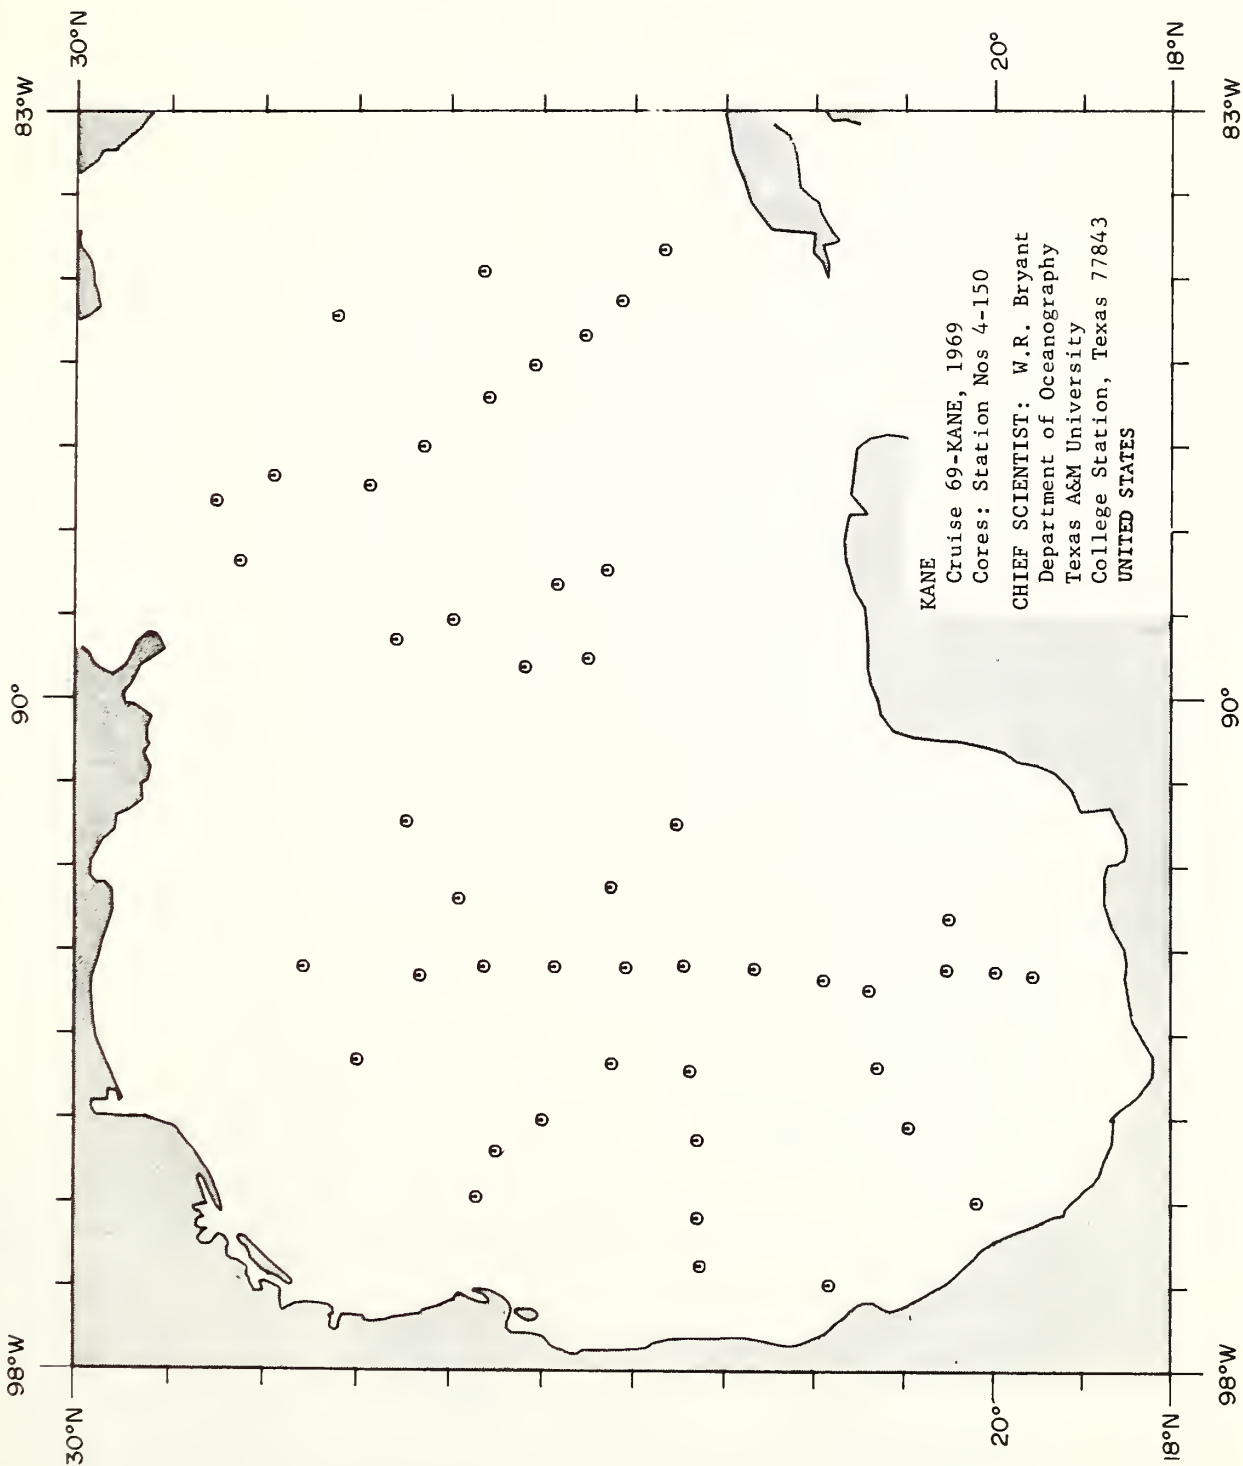 98°W
90°
83°W
30°N
30°N
20°
20°
18°N
18°N
KANE
Cruise 69-KANE, 1969
Cores: Station Nos 4-150
CHIEF SCIENTIST: W.R. Bryant
Department of Oceanography
Texas A&M University
College Station, Texas 77843
UNITED STATES
98°W
90°
83°W